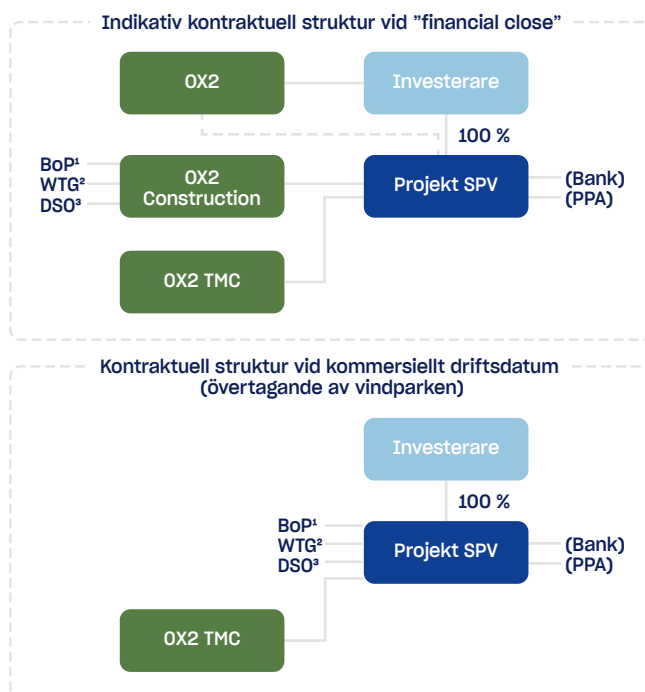 Indikativ kontraktuell struktur vid ”financial close”
OX2
Investerare
100 %
BoP¹
WTG²
DSO³
OX2
Construction
Projekt SPV
(Bank)
(PPA)
OX2 TMC
Kontraktuell struktur vid kommersiellt driftsdatum
(övertagande av vindparken)
Investerare
100 %
BoP¹
WTG²
DSO³
Projekt SPV
(Bank)
(PPA)
OX2 TMC